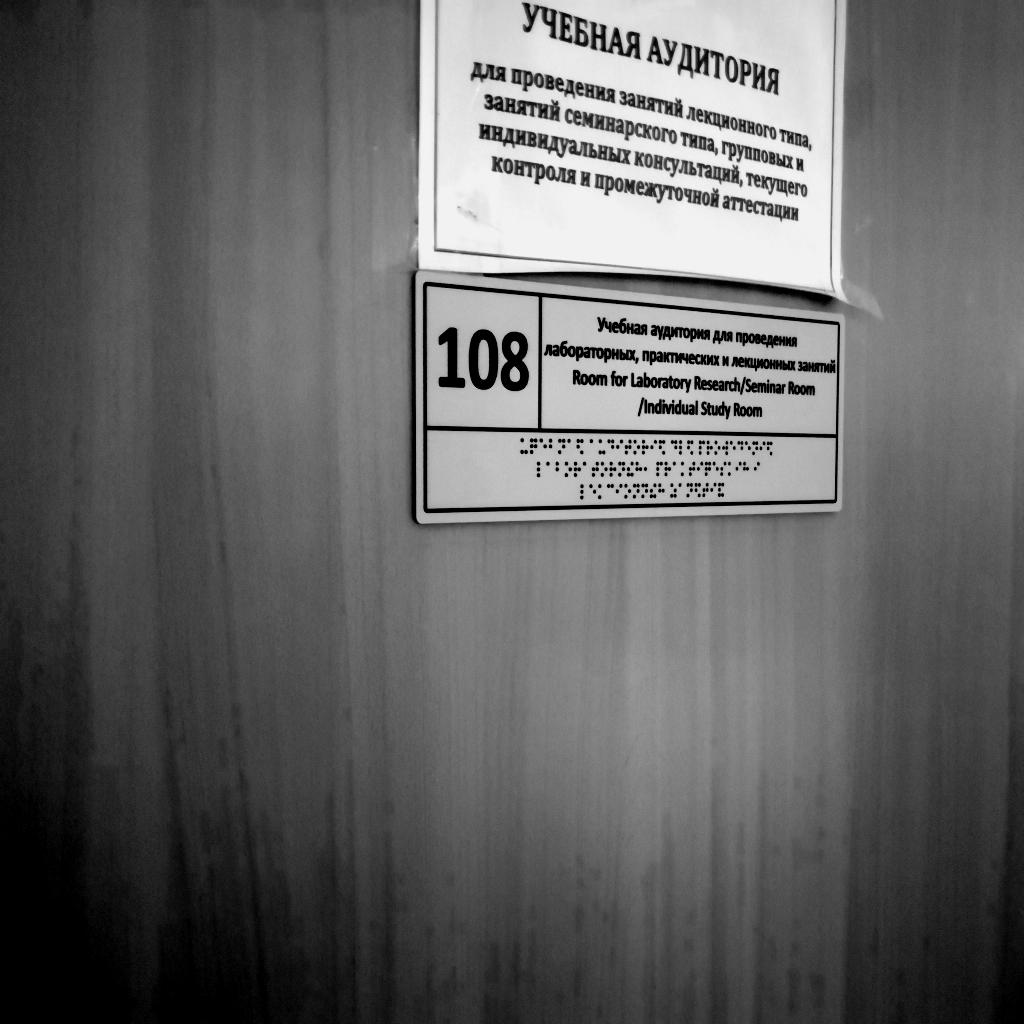 УЧЕБНАЯ АУДИТОРИЯ
для проведения занятий лекционного типа,
занятий семинарского типа, групповых и
индивидуальных консультаций, текущего
контроля и промежуточной аттестации
108
Учебная аудитория для проведения
лабораторных, практических и лекционных занятий
Room for Laboratory Research/Seminar Room
/Individual Study Room